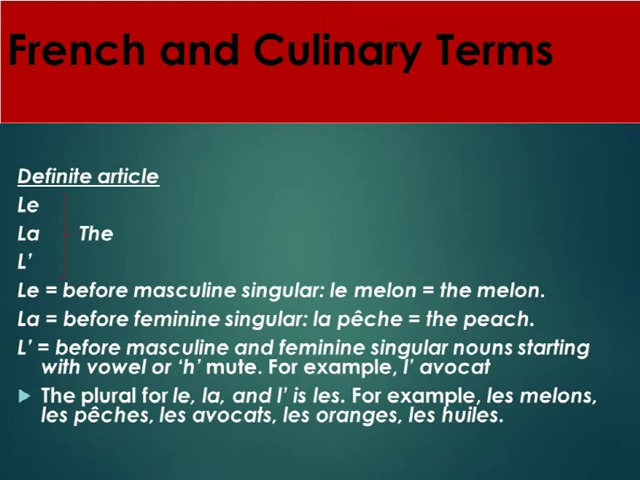 French and Culinary Terms
Definite article
Le
La The
L’
Le = before masculine singular: le melon = the melon.
La = before feminine singular: la pêche = the peach.
L’ = before masculine and feminine singular nouns starting
with vowel or ‘h’ mute. For example, l’ avocat
The plural for le, la, and l’ is les. For example, les melons,
les pêches, les avocats, les oranges, les huiles.